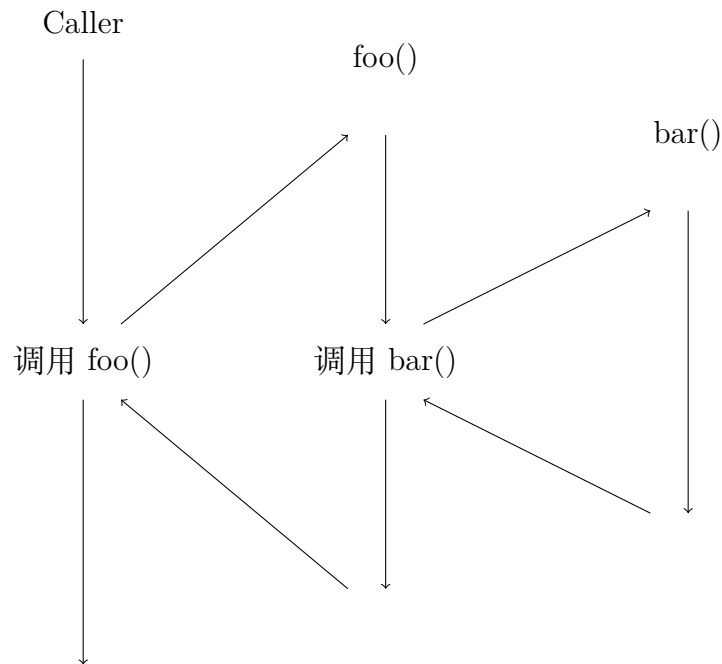 Caller
foo()
bar()
调用 foo()
调用 bar()